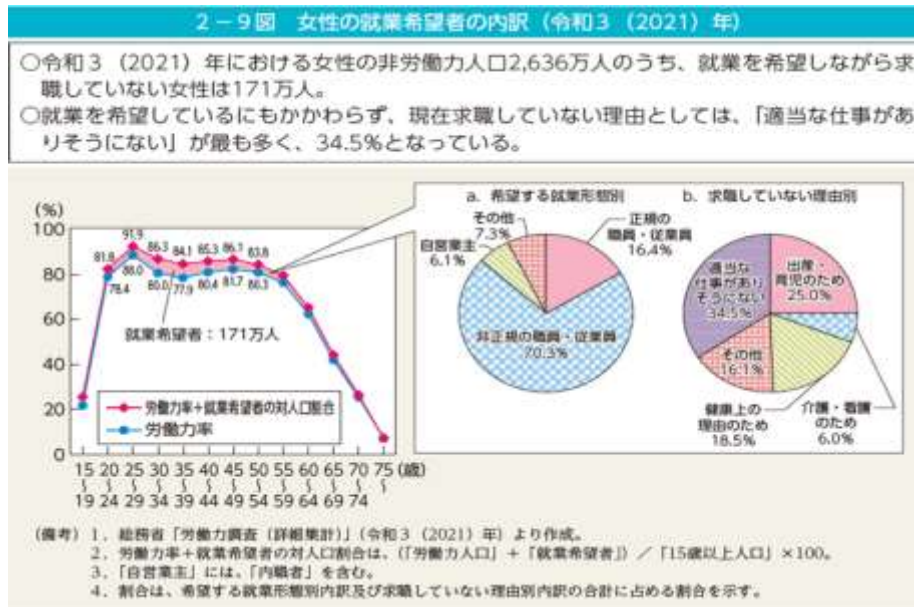 2－9図　女性の就業希望者の内訳（令和3（2021）年）
○令和3（2021）年における女性の非労働力人口2,636万人のうち、就業を希望しながら求
職していない女性は171万人。
○就業を希望しているにもかかわらず、現在求職していない理由としては、「適当な仕事があ
りそうにない」が最も多く、34.5%となっている。
(%)
100
80
60
40
20
0
81.8
91.9
86.3
84.1
85.3
86.1
83.8
78.4
88.0
80.0
77.9
80.4
81.7
80.3
就業希望者：171万人
労働力率＋就業希望者の対人口割合
労働力率
15 20 25 30 35 40 45 50 55 60 65 70 75 (歳)
～ ～ ～ ～ ～ ～ ～ ～ ～ ～ ～ ～ ～
19 24 29 34 39 44 49 54 59 64 69 74
a．希望する就業形態別
その他
7.3%
自営業主
6.1%
正規の
職員・従業員
16.4%
非正規の職員・従業員
70.3%
b．求職していない理由別
適当な
仕事があり
そうにない
34.5%
出産・
育児のため
25.0%
その他
16.1%
健康上の
理由のため
18.5%
介護・看護
のため
6.0%
（備考）1．総務省「労働力調査（詳細集計）」（令和3（2021）年）より作成。
2．労働力率＋就業希望者の対人口割合は、（「労働力人口」＋「就業希望者」）／「15歳以上人口」×100。
3．「自営業主」には、「内職者」を含む。
4．割合は、希望する就業形態別内訳及び求職していない理由別内訳の合計に占める割合を示す。